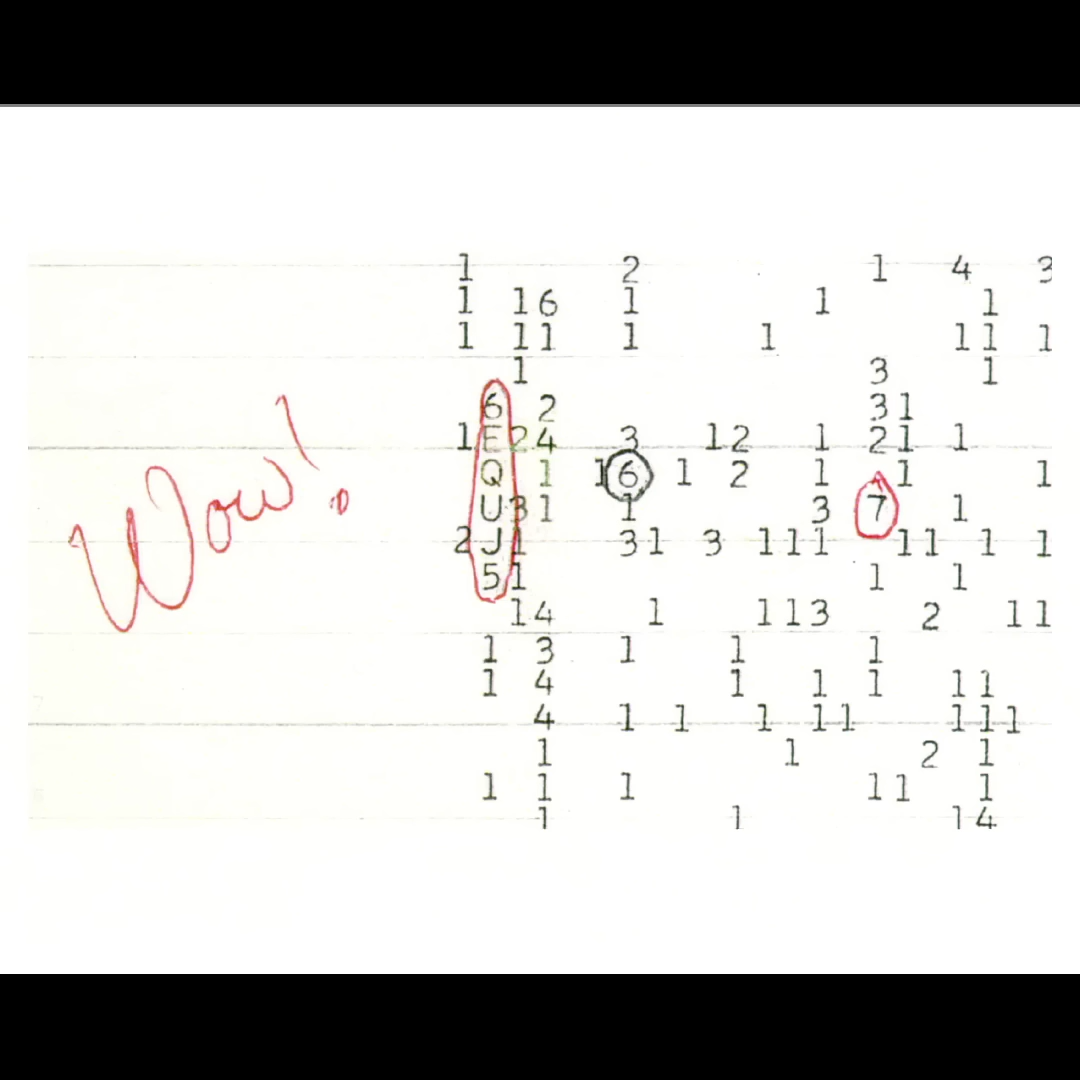 1 2 1 4 3
1 16 1 1 1
1 11 1 1 11 1
1 3 1
6 2 31
1E24 3 12 1 21 1
Wow! Q 1 16 1 2 1 1 1
U31 1 3 7 1
2J1 31 3 111 11 1 1
51 1 1
14 1 113 2 11
1 3 1 1 1
1 4 1 1 1 11
4 1 1 1 11 111
1 1 2 1
1 1 1 11 1
1 1 14